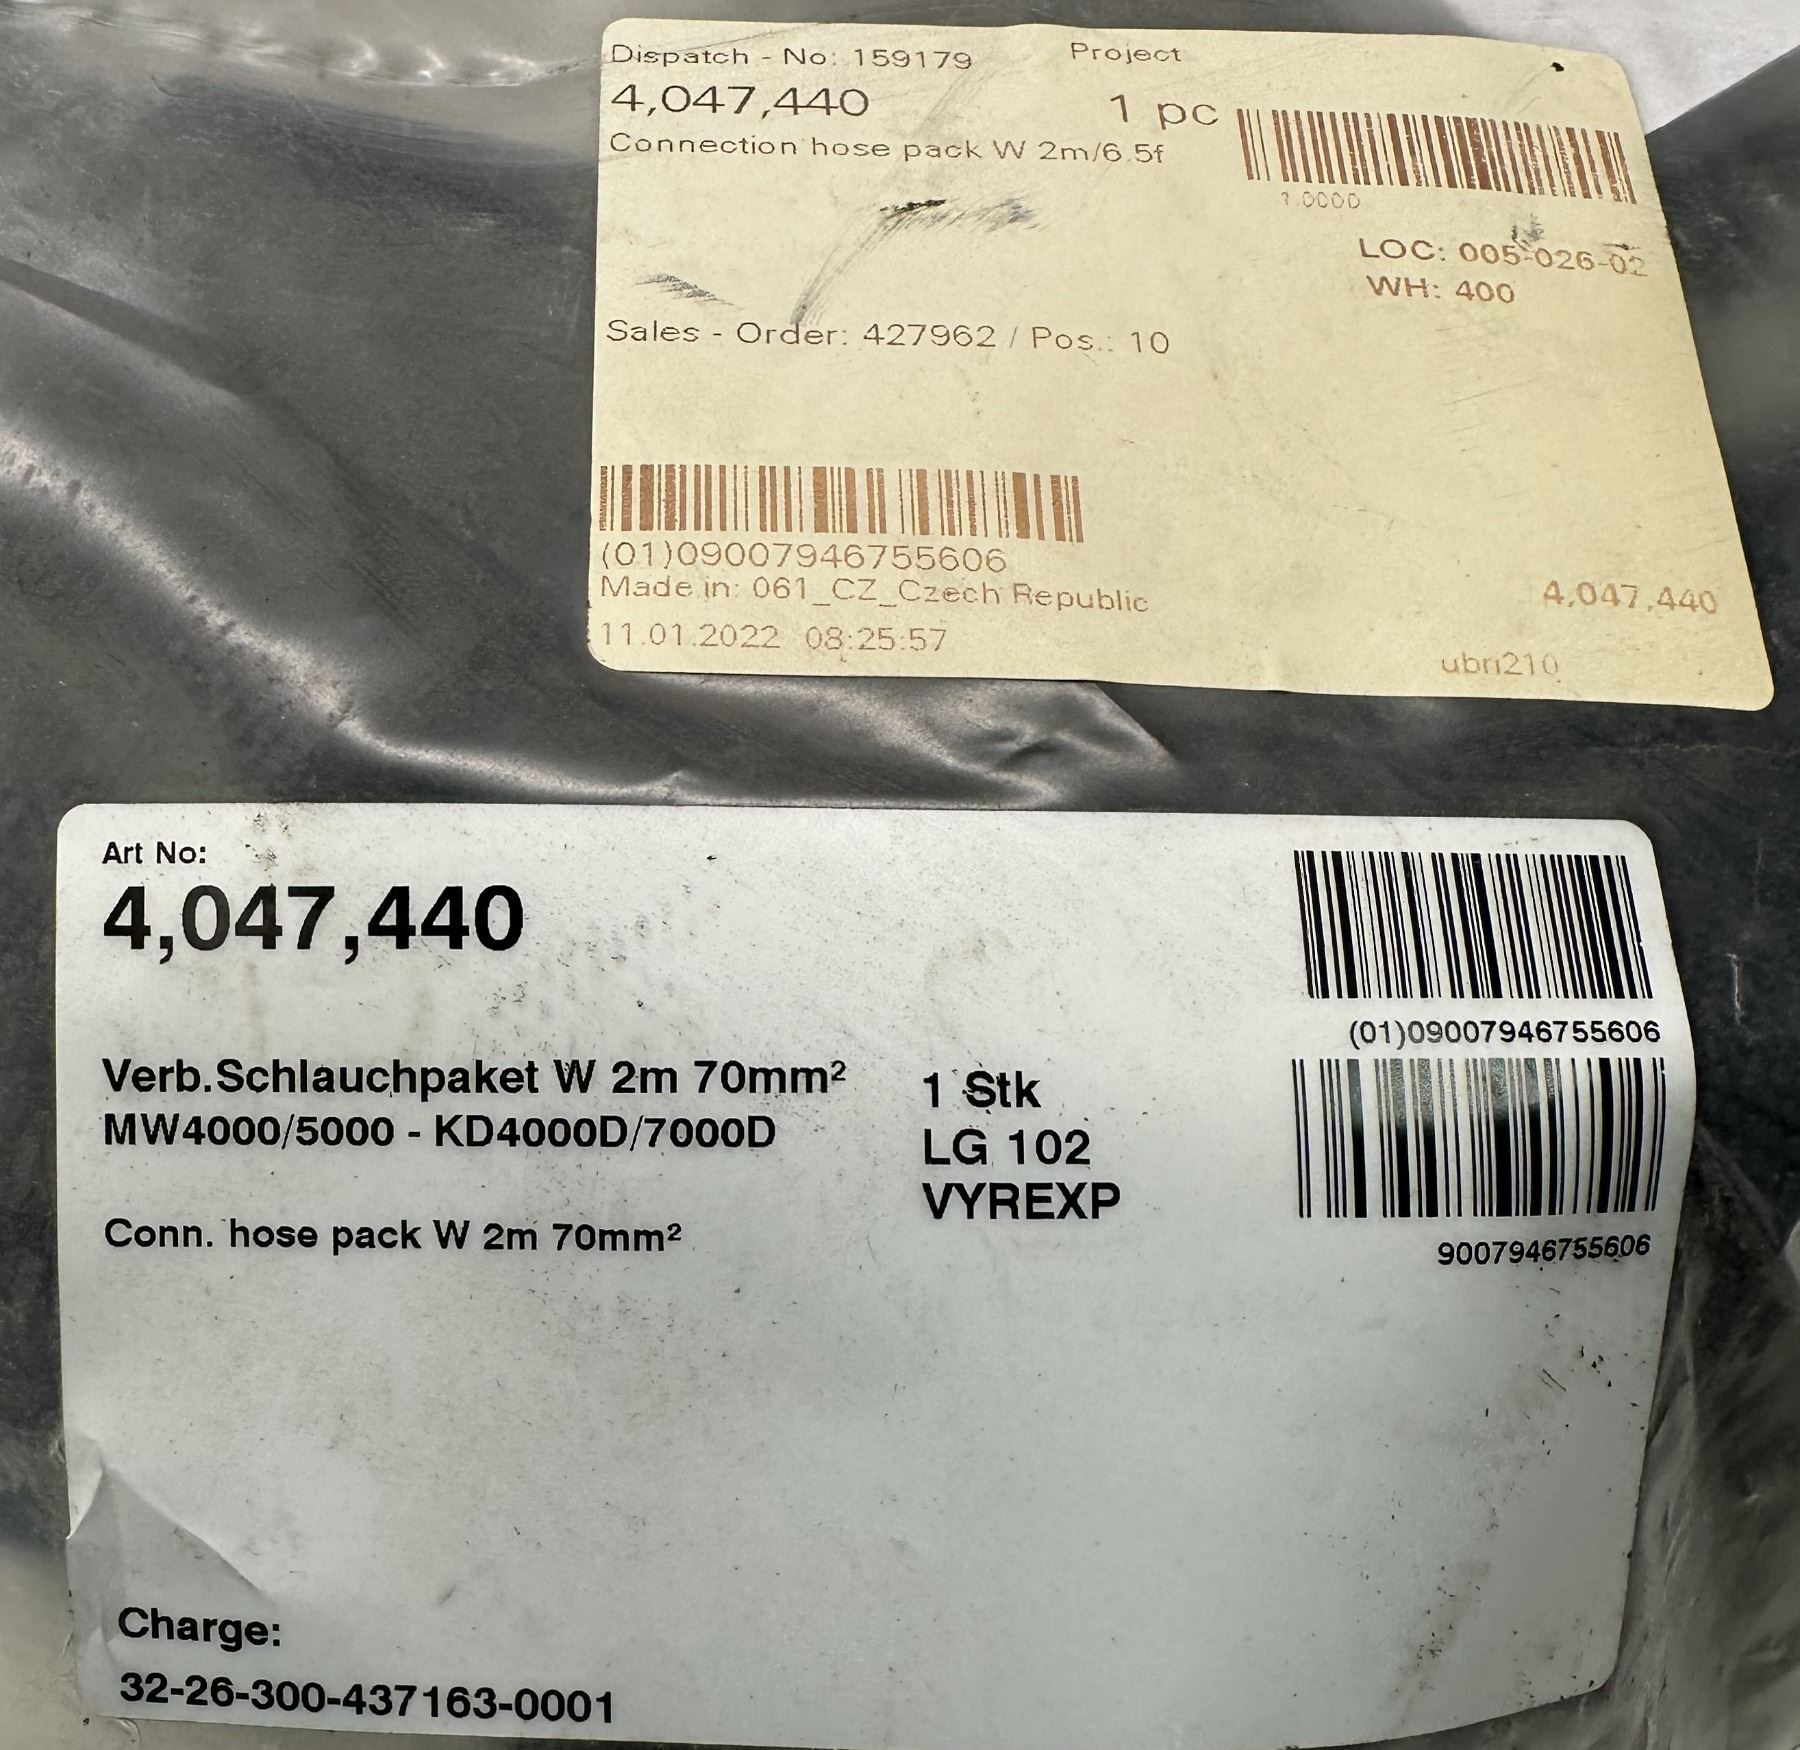 Dispatch - No: 159179 Project
4,047,440 1 pc
Connection hose pack W 2m/6.5f
1.0000
LOC: 005-026-02
WH: 400
Sales - Order: 427962 / Pos.: 10
(01)09007946755606
Made in: 061_CZ_Czech Republic
4,047,440
11.01.2022 08:25:57
ubri210
Art No:
4,047,440
(01)09007946755606
Verb.Schlauchpaket W 2m 70mm²
MW4000/5000 - KD4000D/7000D
1 Stk
LG 102
VYREXP
Conn. hose pack W 2m 70mm²
9007946755606
Charge:
32-26-300-437163-0001